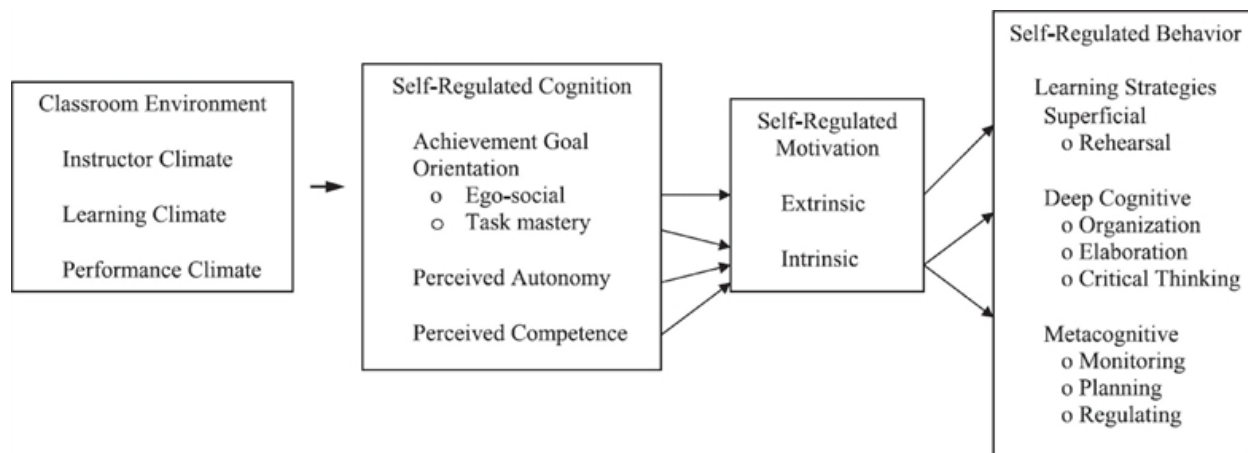 Classroom Environment
Instructor Climate
Learning Climate
Performance Climate
Self-Regulated Cognition
Achievement Goal
Orientation
o Ego-social
o Task mastery
Perceived Autonomy
Perceived Competence
Self-Regulated
Motivation
Extrinsic
Intrinsic
Self-Regulated Behavior
Learning Strategies
Superficial
o Rehearsal
Deep Cognitive
o Organization
o Elaboration
o Critical Thinking
Metacognitive
o Monitoring
o Planning
o Regulating